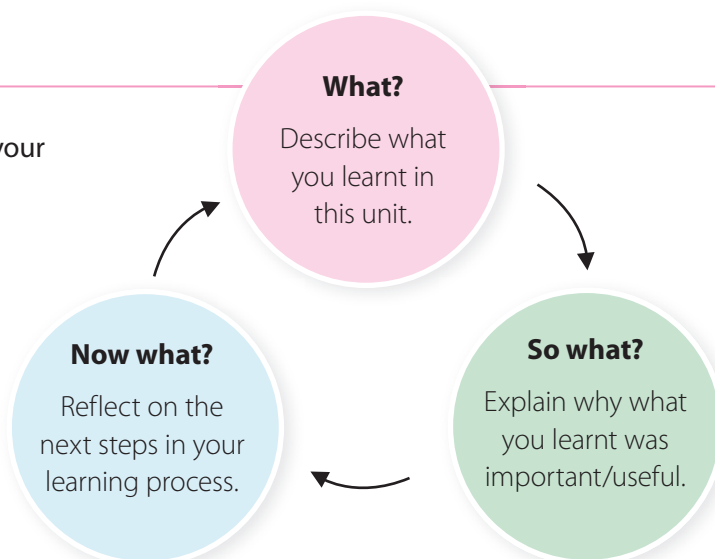 your
What?
Describe what
you learnt in
this unit.
So what?
Explain why what
you learnt was
important/useful.
Now what?
Reflect on the
next steps in your
learning process.